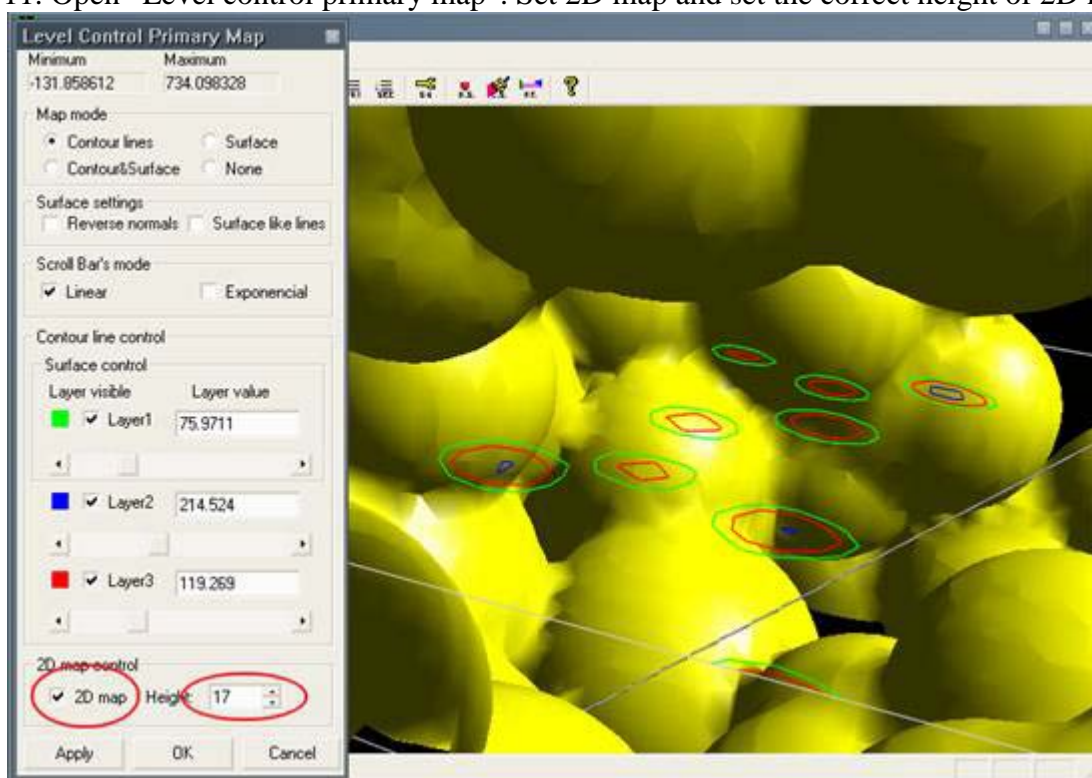 11. Open "Level control primary map". Set 2D map and set the correct height of 2D
Level Control Primary Map
Minimum Maximum
-131.858612 734.098328
Map mode
Contour lines Surface
Contour&Surface None
Surface settings
Reverse normals Surface like lines
Scroll Bar's mode
Linear Exponencial
Contour line control
Surface control
Layer visible Layer value
Layer1 75.9711
Layer2 214.524
Layer3 119.269
2D map control
2D map Height: 17
Apply OK Cancel